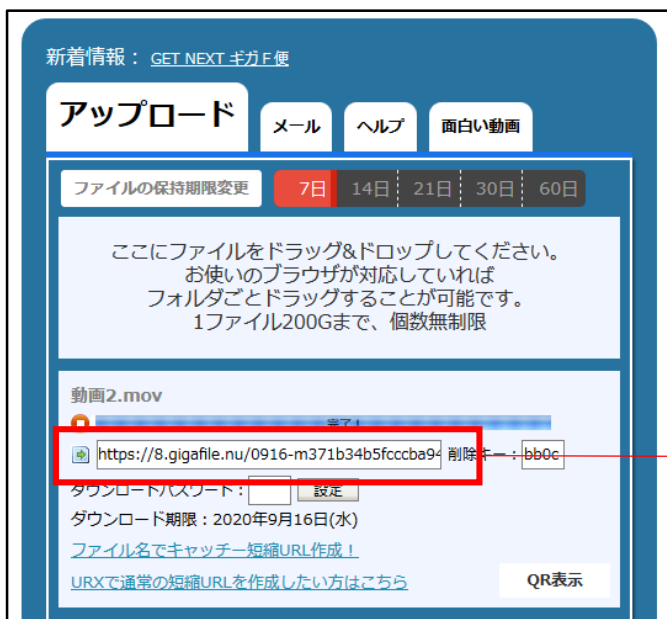 新着情報： GET NEXT ギガF便
アップロード
メール
ヘルプ
面白い動画
ファイルの保持期限変更
7日
14日
21日
30日
60日
ここにファイルをドラッグ&ドロップしてください。
お使いのブラウザが対応していれば
フォルダごとドラッグすることが可能です。
1ファイル200Gまで、個数無制限
動画2.mov
完了!
https://8.gigafile.nu/0916-m371b34b5fcccba94 削除キー：bb0c
ダウンロードパスワード： 設定
ダウンロード期限：2020年9月16日(水)
ファイル名でキャッチー短縮URL作成！
URXで通常の短縮URLを作成したい方はこちら
QR表示